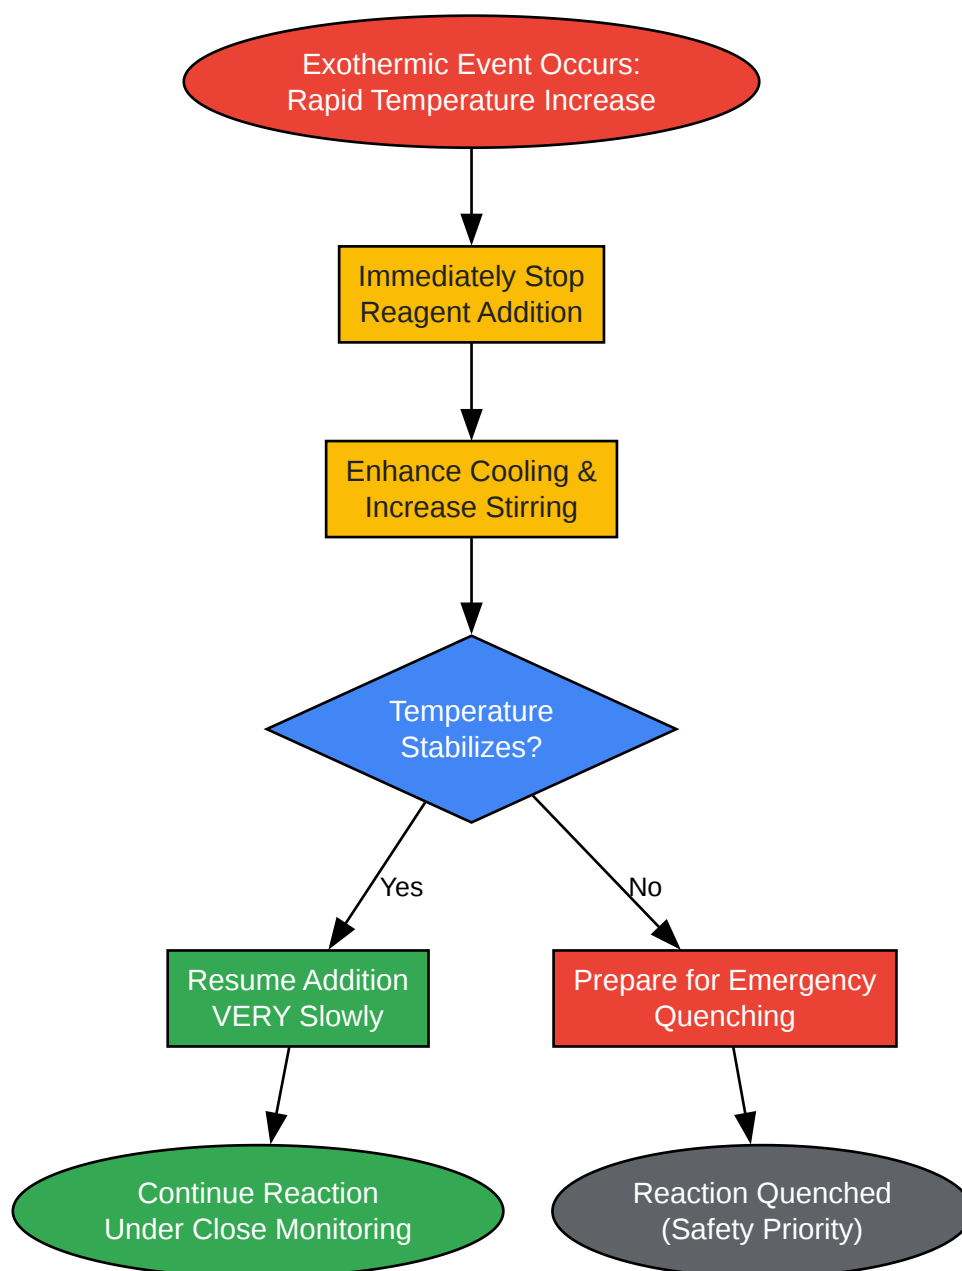 Exothermic Event Occurs:
Rapid Temperature Increase
Immediately Stop
Reagent Addition
Enhance Cooling &
Increase Stirring
Temperature
Stabilizes?
Yes
No
Resume Addition
VERY Slowly
Prepare for Emergency
Quenching
Continue Reaction
Under Close Monitoring
Reaction Quenched
(Safety Priority)